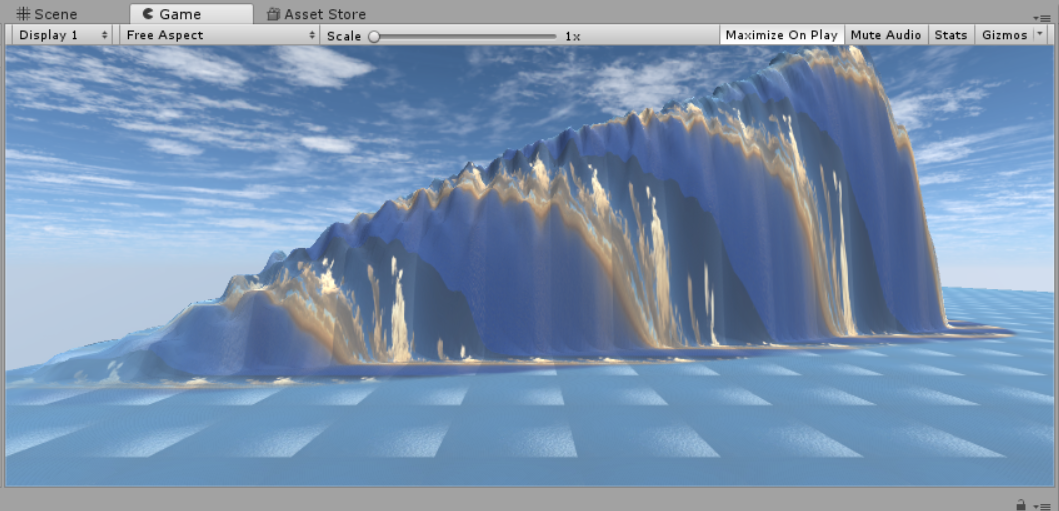 Scene Game Asset Store
Display 1 Free Aspect Scale 1x Maximize On Play Mute Audio Stats Gizmos